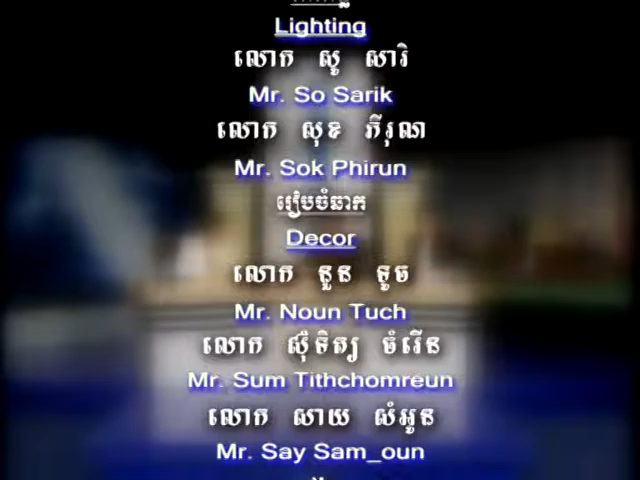 Lighting
លោក សូ សារិ
Mr. So Sarik
លោក សុខ ភីរុណ
Mr. Sok Phirun
រៀបចំឆាក
Decor
លោក នួន ទូច
Mr. Noun Tuch
លោក ស៊ុំទិត្យ ចំរើន
Mr. Sum Tithchomreun
លោក សាយ សំអូន
Mr. Say Sam_oun